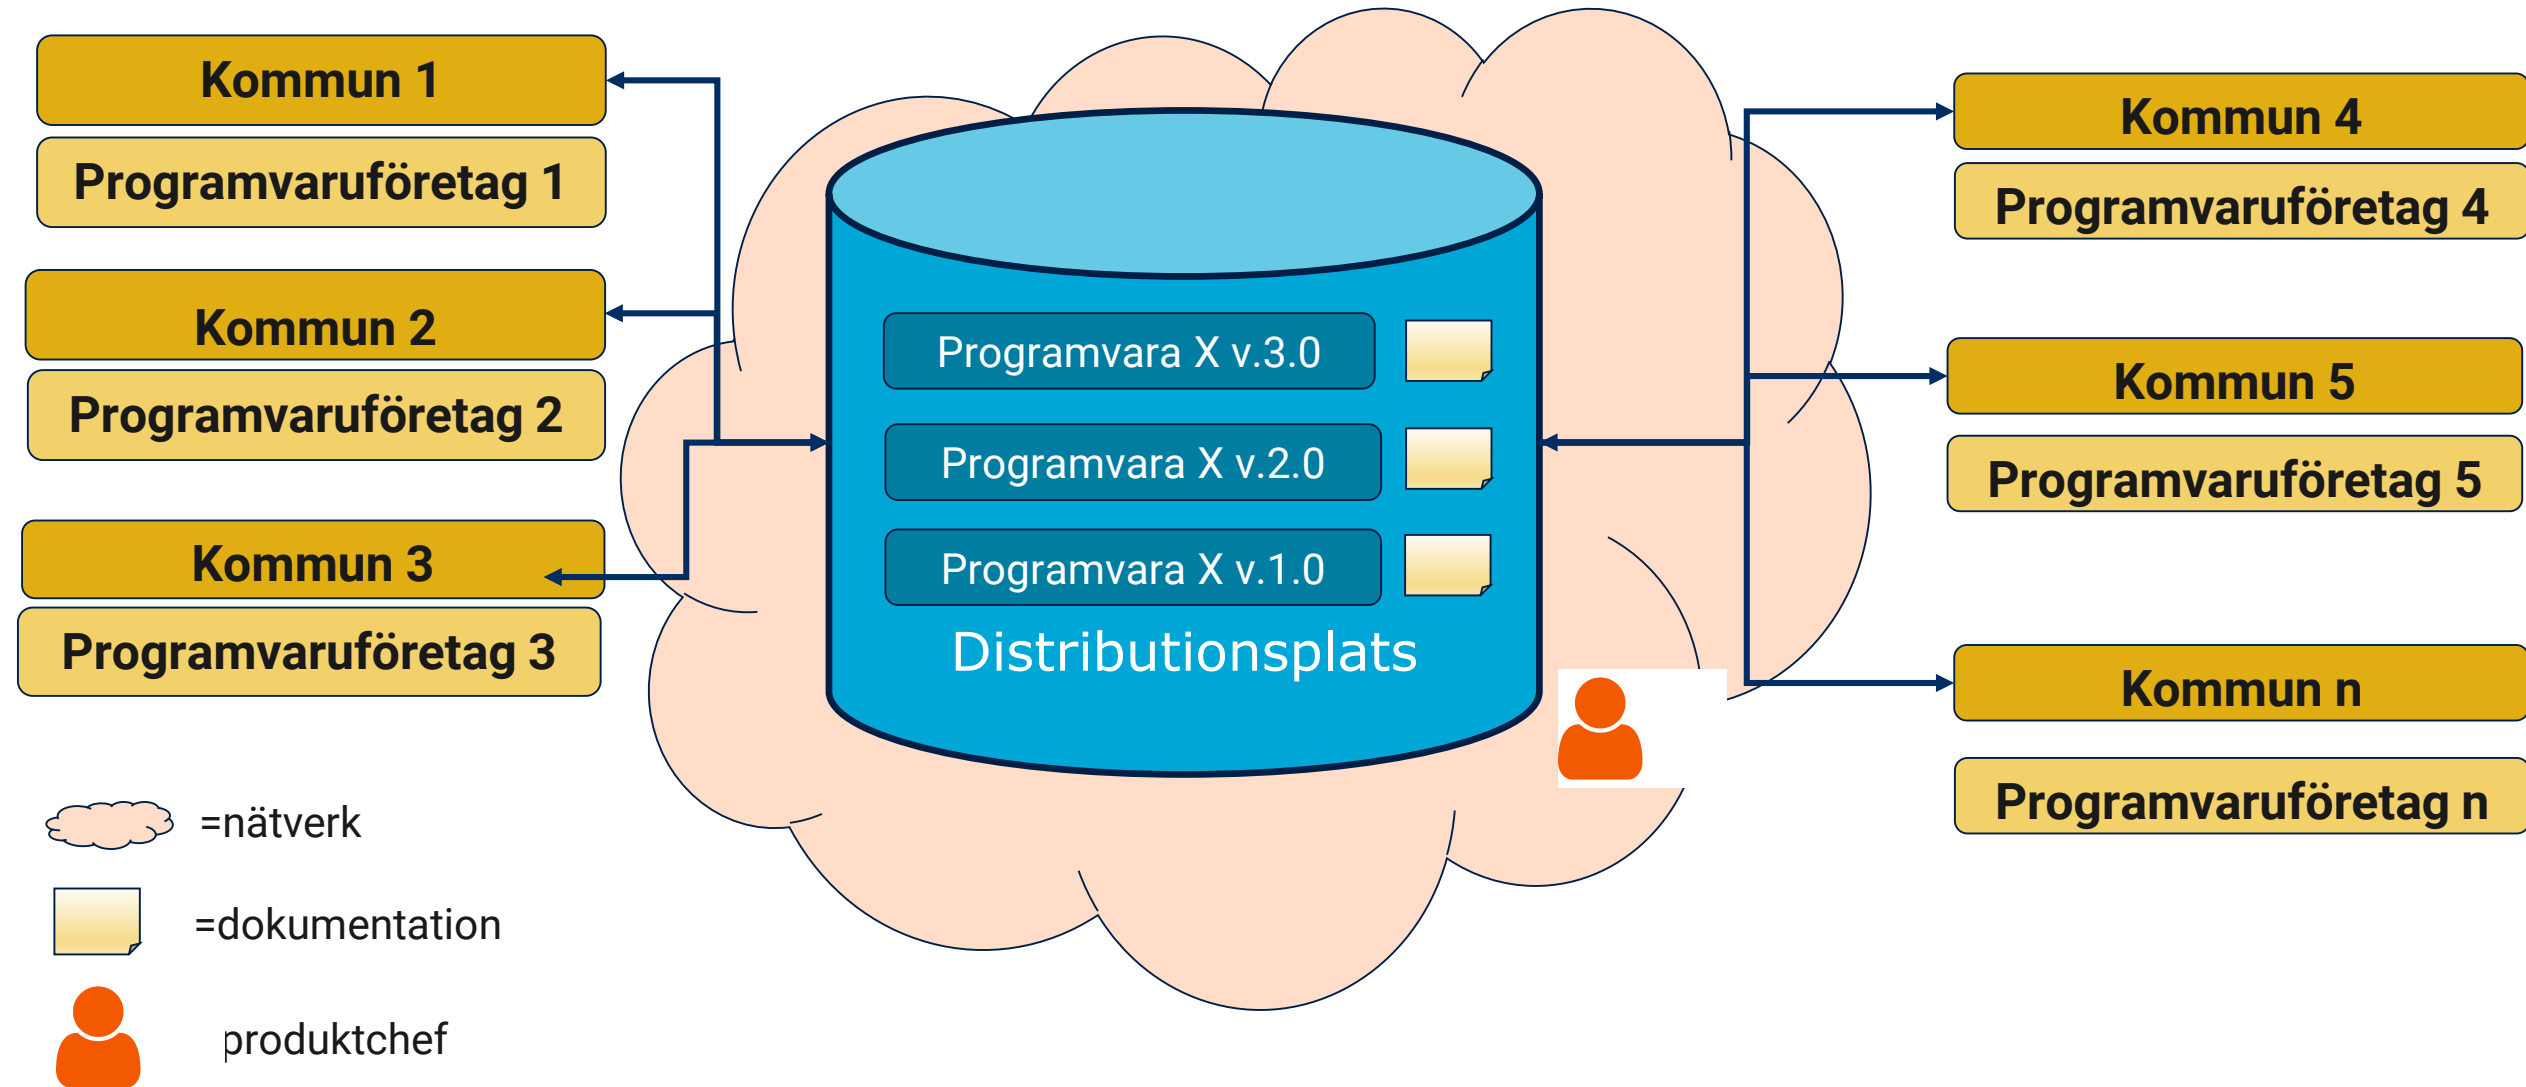 Kommun 1
Programvaruföretag 1
Kommun 2
Programvaruföretag 2
Kommun 3
Programvaruföretag 3
Programvara X v.3.0
Programvara X v.2.0
Programvara X v.1.0
Distributionsplats
Kommun 4
Programvaruföretag 4
Kommun 5
Programvaruföretag 5
Kommun n
Programvaruföretag n
=nätverk
=dokumentation
produktchef